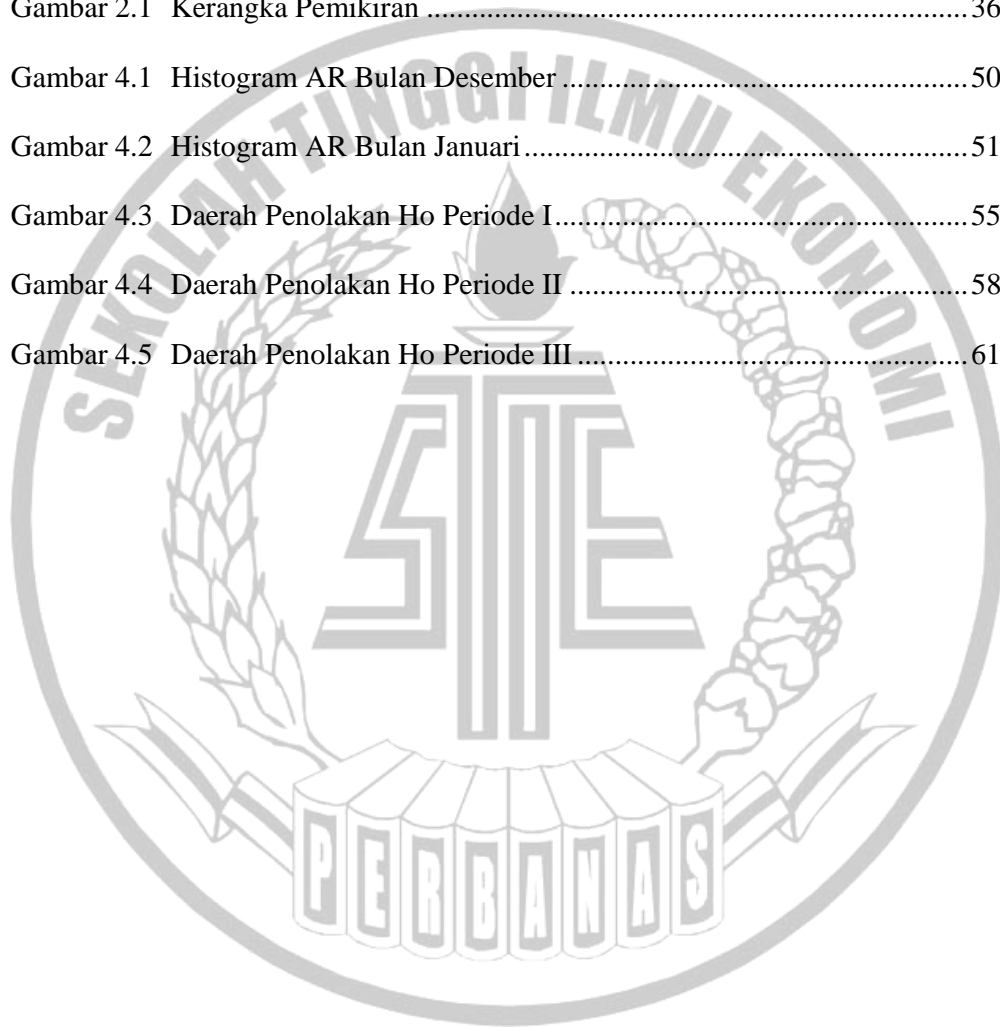 Gambar 2.1 Kerangka Pemikiran ........................................................................ 36
Gambar 4.1 Histogram AR Bulan Desember ...................................................... 50
Gambar 4.2 Histogram AR Bulan Januari ........................................................... 51
Gambar 4.3 Daerah Penolakan Ho Periode I ....................................................... 55
Gambar 4.4 Daerah Penolakan Ho Periode II ..................................................... 58
Gambar 4.5 Daerah Penolakan Ho Periode III .................................................... 61
SEKOLAH TINGGI ILMU EKONOMI
STIE
PERBANAS